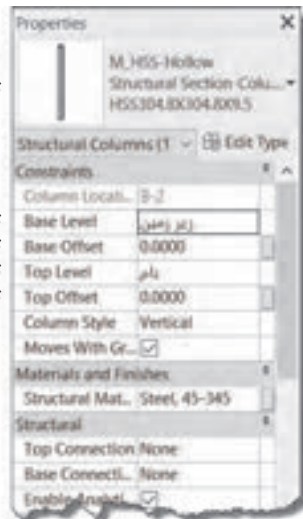 Properties
M_HSS-Hollow
Structural Section-Colu...
HSS304.8X304.8X9.5
Structural Columns (1 Edit Type
Constraints
Column Locati... B-2
Base Level زیر زمین
Base Offset 0.0000
Top Level بام
Top Offset 0.0000
Column Style Vertical
Moves With Gr...
Materials and Finishes
Structural Mat... Steel, 45-345
Structural
Top Connection None
Base Connecti... None
Enable Analyti...